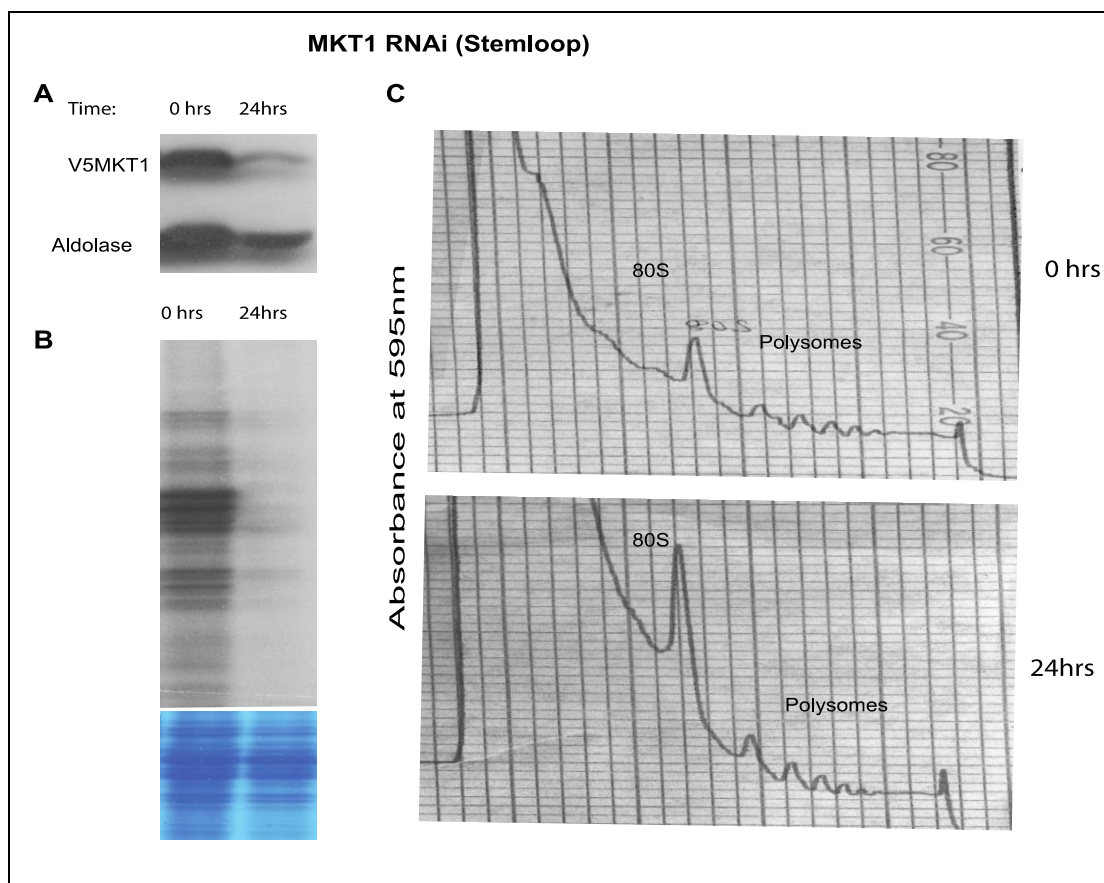 MKT1 RNAi (Stemloop)
A
Time: 0 hrs 24hrs
V5MKT1
Aldolase
B
0 hrs 24hrs
C
Absorbance at 595nm
80
60
40
20
80S
80S
Polysomes
0 hrs
80S
Polysomes
24hrs